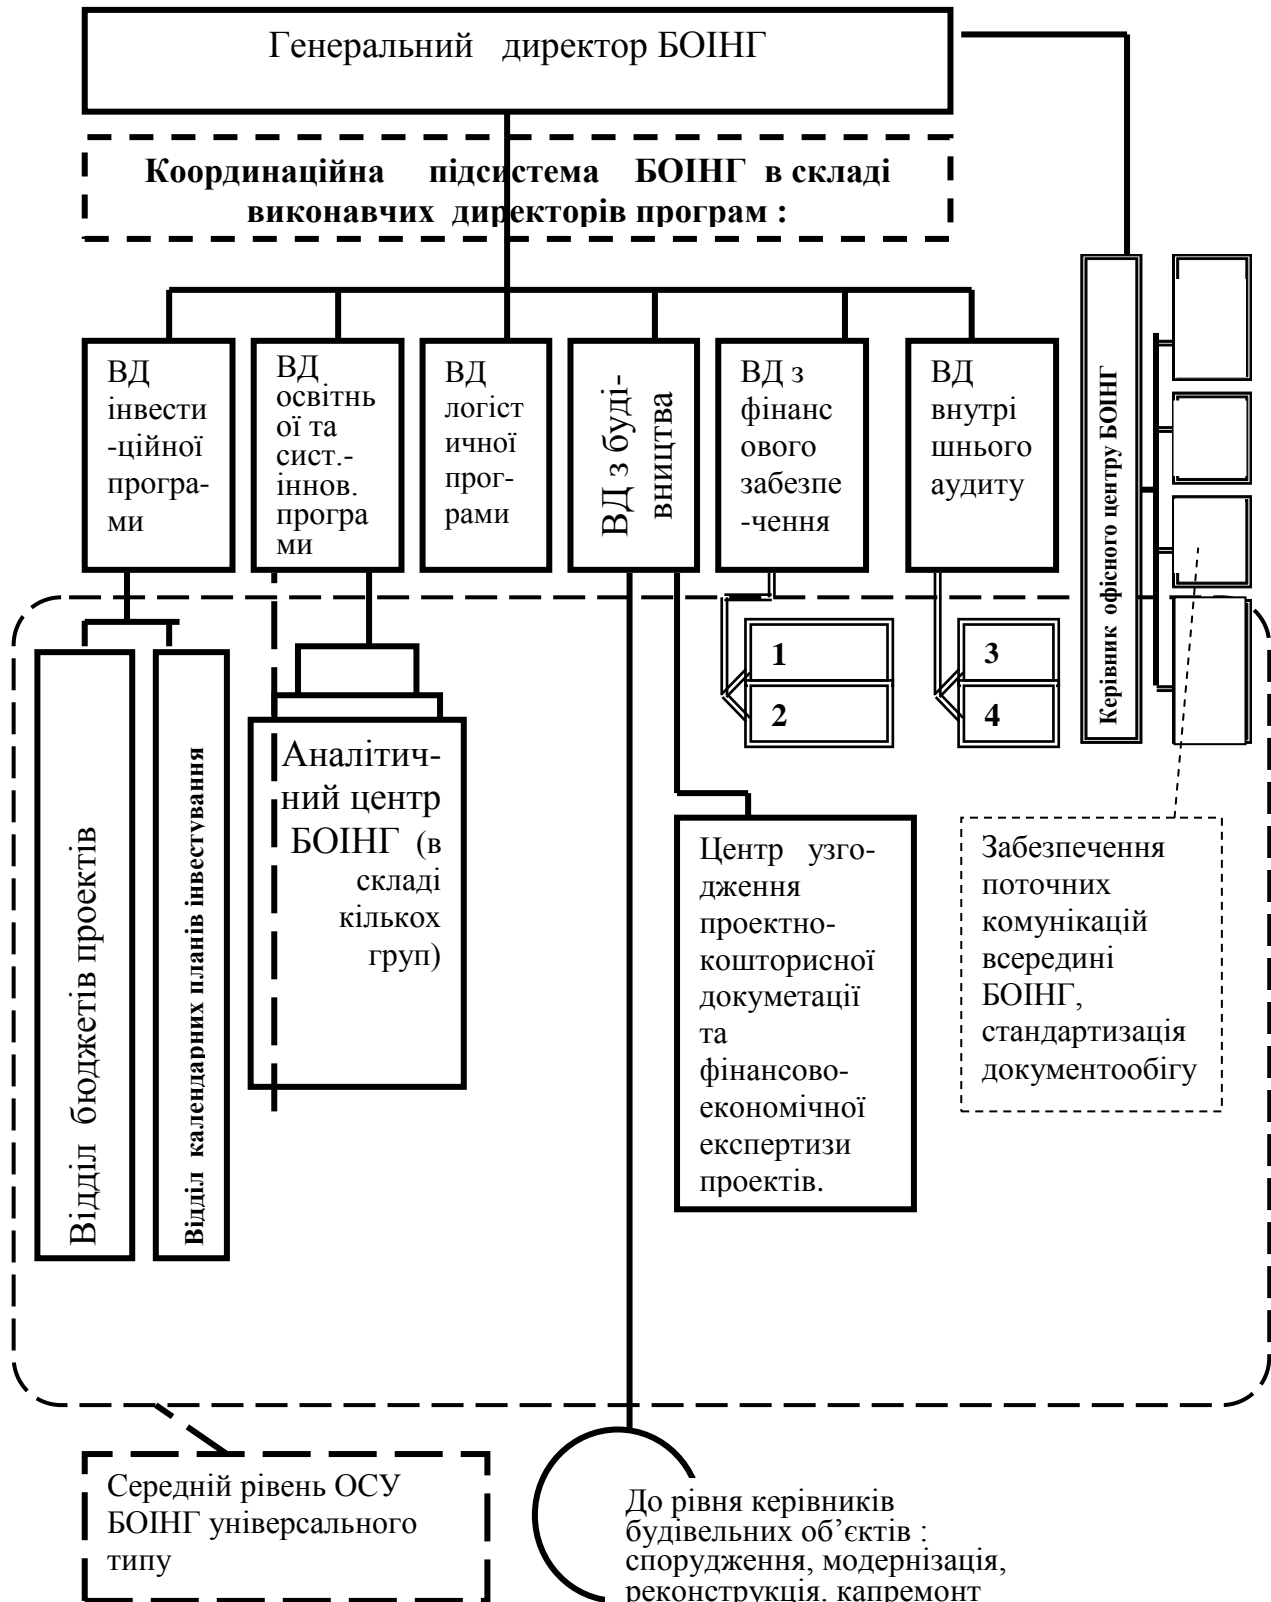 Генеральний директор БОІНГ
Координаційна підсистема БОІНГ в складі
виконавчих директорів програм :
ВД
інвести
-ційної
програ-
ми
ВД
освітнь
ої та
сист.-
іннов.
програ
ми
ВД
логіст
ичної
прог-
рами
ВД з буді-
вництва
ВД з
фінанс
ового
забезпе
-чення
ВД
внутрі
шнього
аудиту
Керівник офісного центру БОІНГ
1
2
3
4
Відділ бюджетів проектів
Відділ календарних планів інвестування
Аналітич-
ний центр
БОІНГ (в
складі
кількох
груп)
Центр узго-
дження
проектно-
кошторисної
докуметації
та
фінансово-
економічної
експертизи
проектів.
Забезпечення
поточних
комунікацій
всередині
БОІНГ,
стандартизація
документообігу
Середній рівень ОСУ
БОІНГ універсального
типу
До рівня керівників
будівельних об’єктів :
спорудження, модернізація,
реконструкція, капремонт